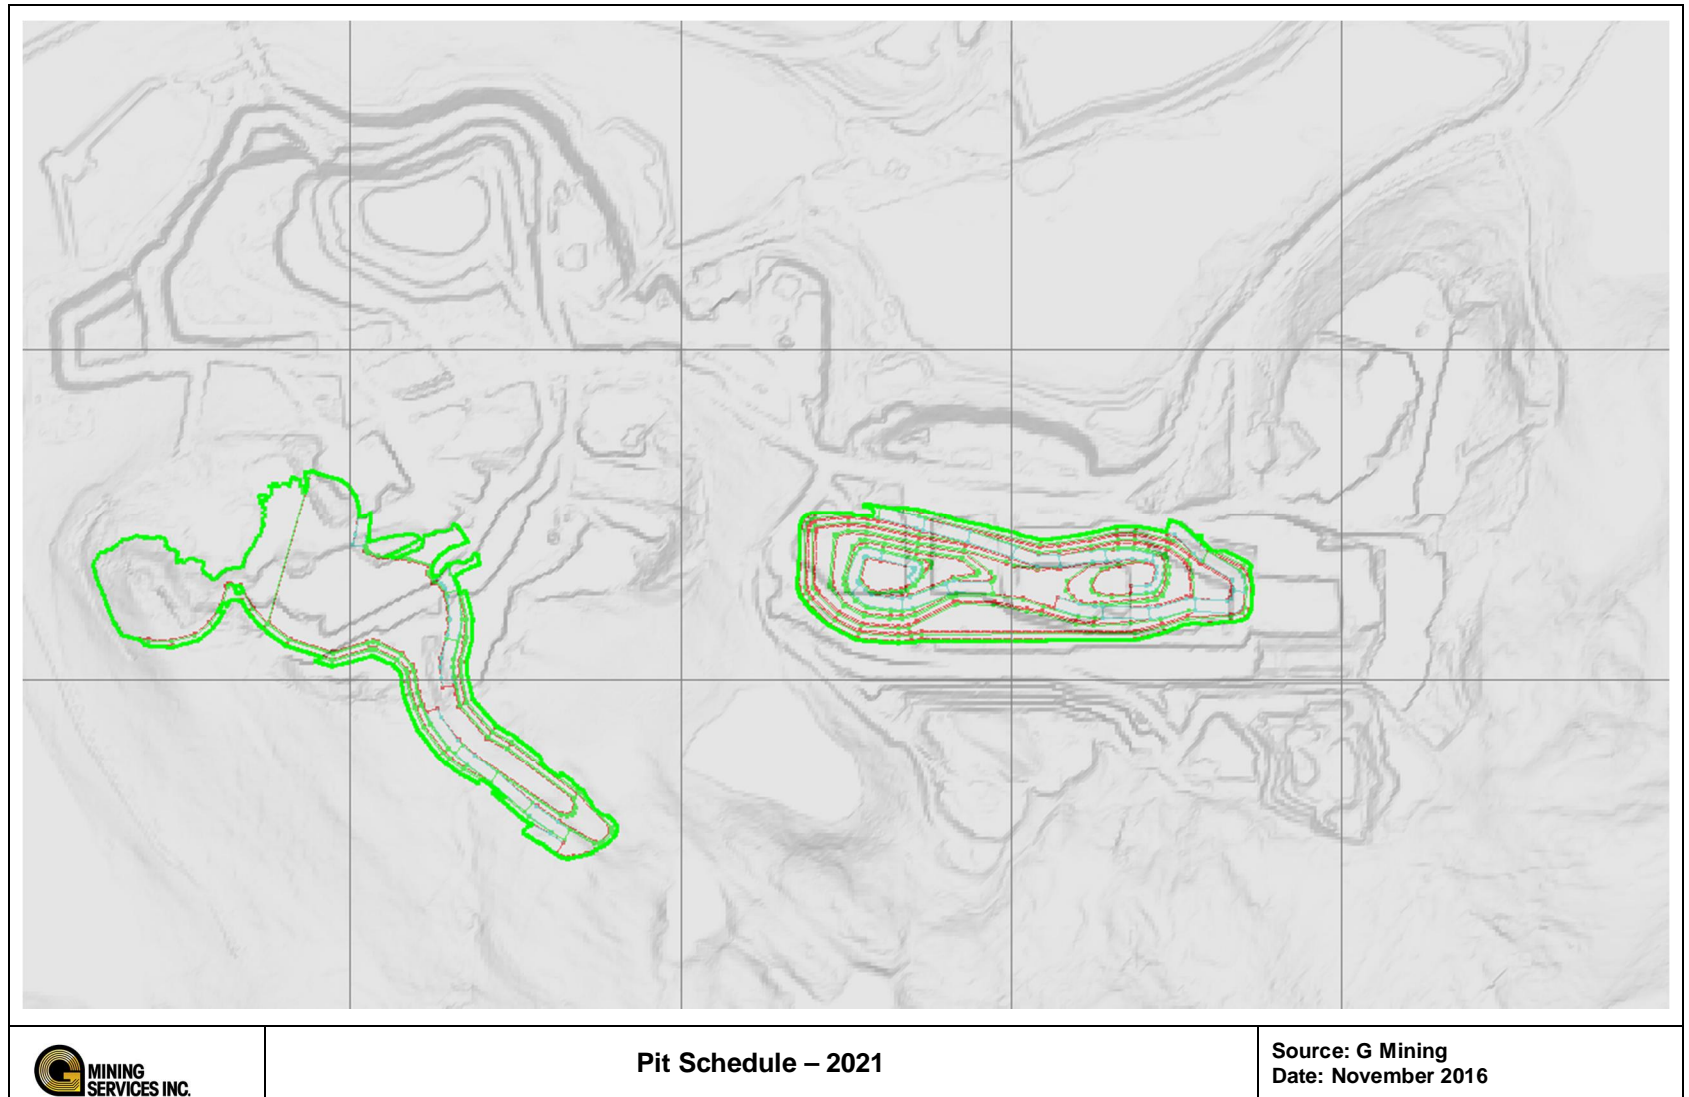 MINING
SERVICES INC.
Pit Schedule – 2021
Source: G Mining
Date: November 2016